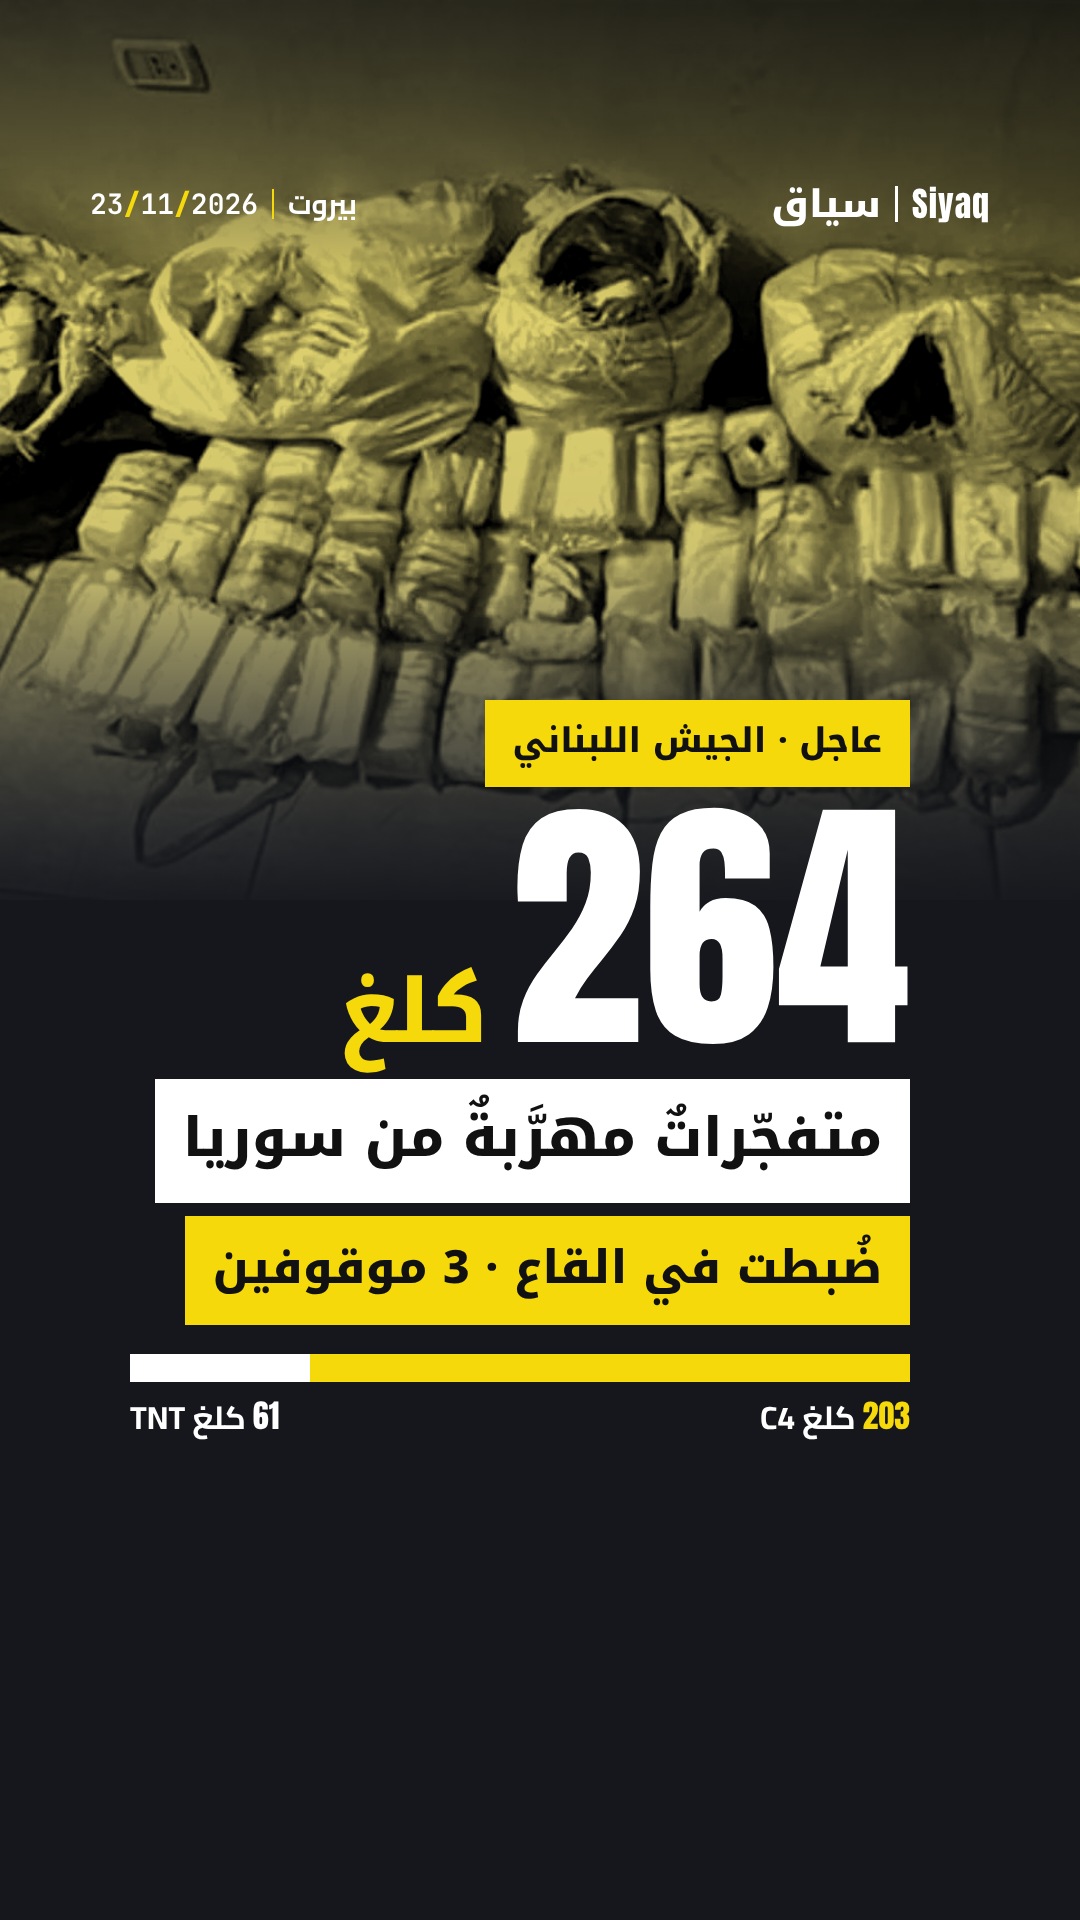 سياق | Siyaq
بيروت | 23/11/2026
عاجل · الجيش اللبناني
264 كلغ
متفجّراتٌ مهرَّبةٌ من سوريا
ضُبطت في القاع · 3 موقوفين
203 كلغ C4
61 كلغ TNT